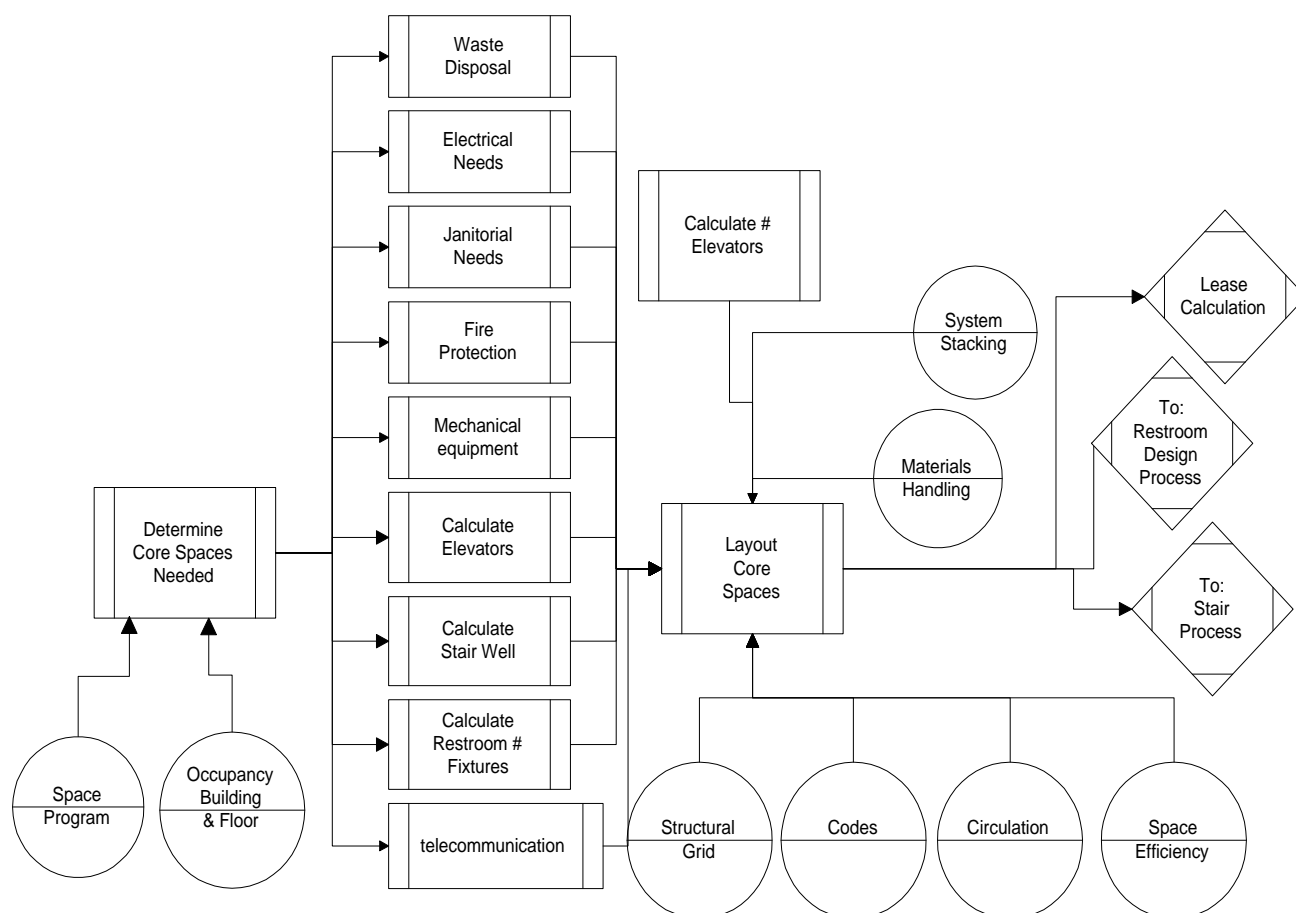 Waste
Disposal
Electrical
Needs
Janitorial
Needs
Fire
Protection
Mechanical
equipment
Calculate
Elevators
Calculate
Stair Well
Calculate
Restroom #
Fixtures
telecommunication
Determine
Core Spaces
Needed
Space
Program
Occupancy
Building
& Floor
Calculate #
Elevators
System
Stacking
Materials
Handling
Layout
Core
Spaces
Structural
Grid
Codes
Circulation
Space
Efficiency
Lease
Calculation
To:
Restroom
Design
Process
To:
Stair
Process